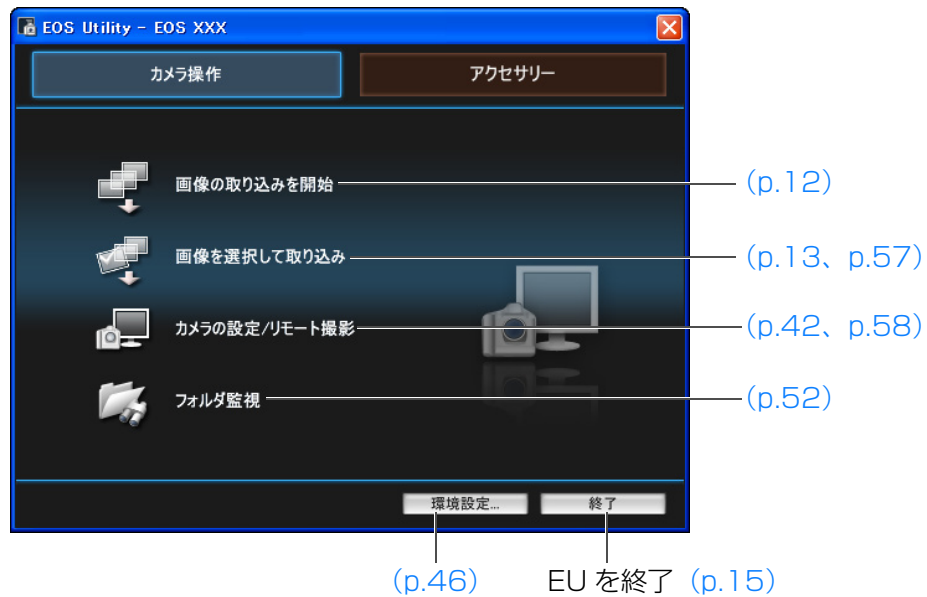 EOS Utility - EOS XXX
カメラ操作 アクセサリー
画像の取り込みを開始 (p.12)
画像を選択して取り込み (p.13、p.57)
カメラの設定/リモート撮影 (p.42、p.58)
フォルダ監視 (p.52)
環境設定... 終了
(p.46) EU を終了 (p.15)